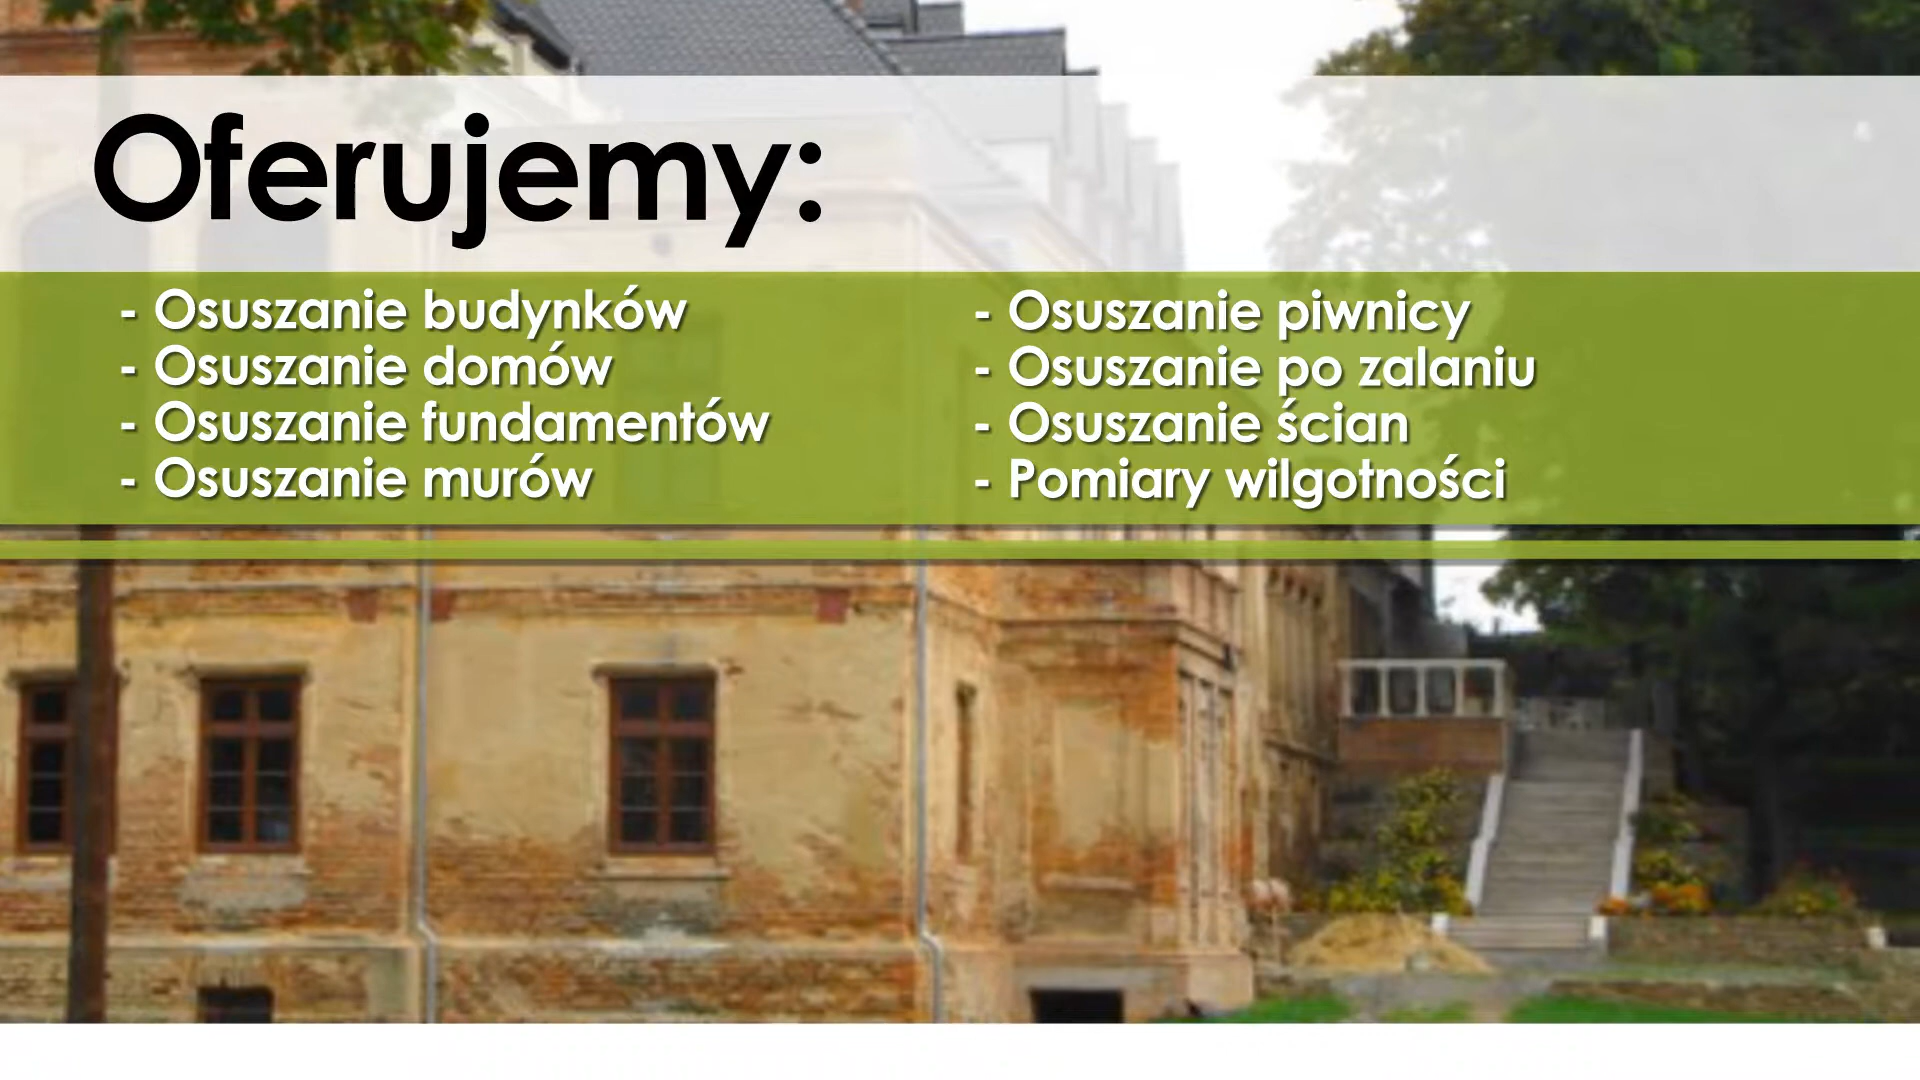 Oferujemy:
- Osuszanie budynków
- Osuszanie domów
- Osuszanie fundamentów
- Osuszanie murów
- Osuszanie piwnicy
- Osuszanie po zalaniu
- Osuszanie ścian
- Pomiary wilgotności